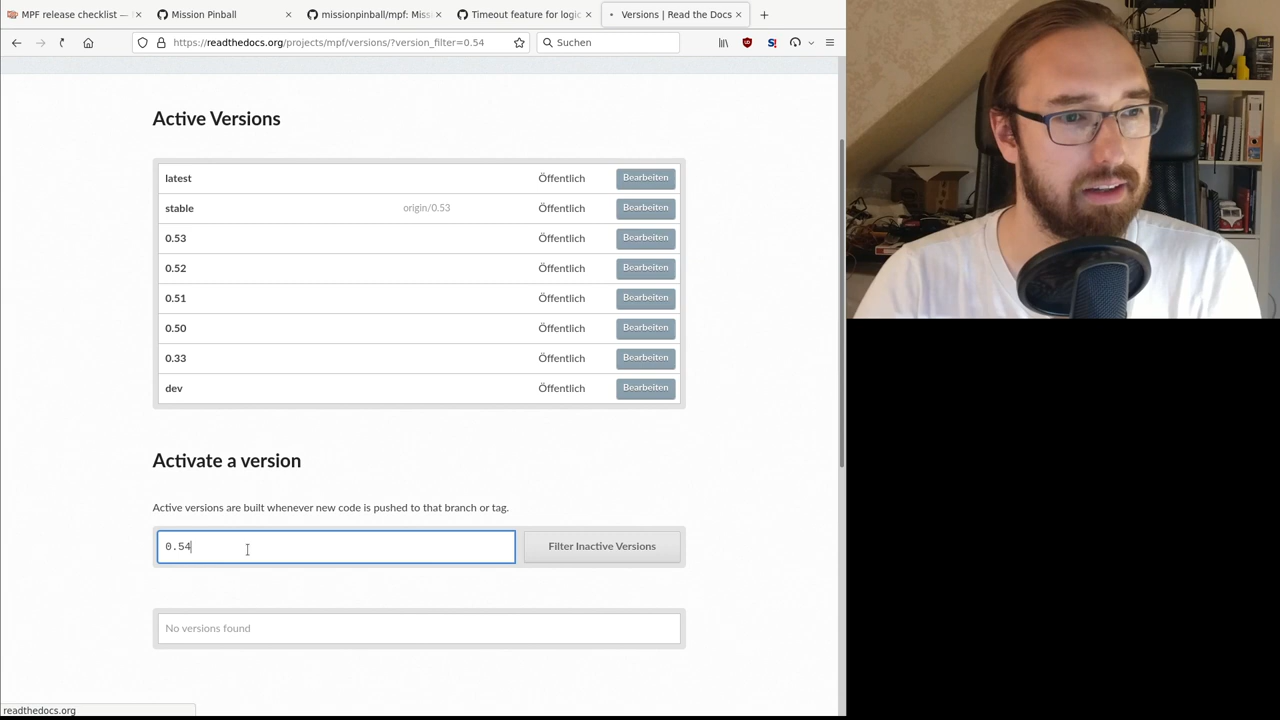 MPF release checklist —
Mission Pinball
missionpinball/mpf: Miss
Timeout feature for logic
Versions | Read the Docs
https://readthedocs.org/projects/mpf/versions/?version_filter=0.54
Suchen
Active Versions
latest Öffentlich Bearbeiten
stable origin/0.53 Öffentlich Bearbeiten
0.53 Öffentlich Bearbeiten
0.52 Öffentlich Bearbeiten
0.51 Öffentlich Bearbeiten
0.50 Öffentlich Bearbeiten
0.33 Öffentlich Bearbeiten
dev Öffentlich Bearbeiten
Activate a version
Active versions are built whenever new code is pushed to that branch or tag.
0.54 Filter Inactive Versions
No versions found
readthedocs.org